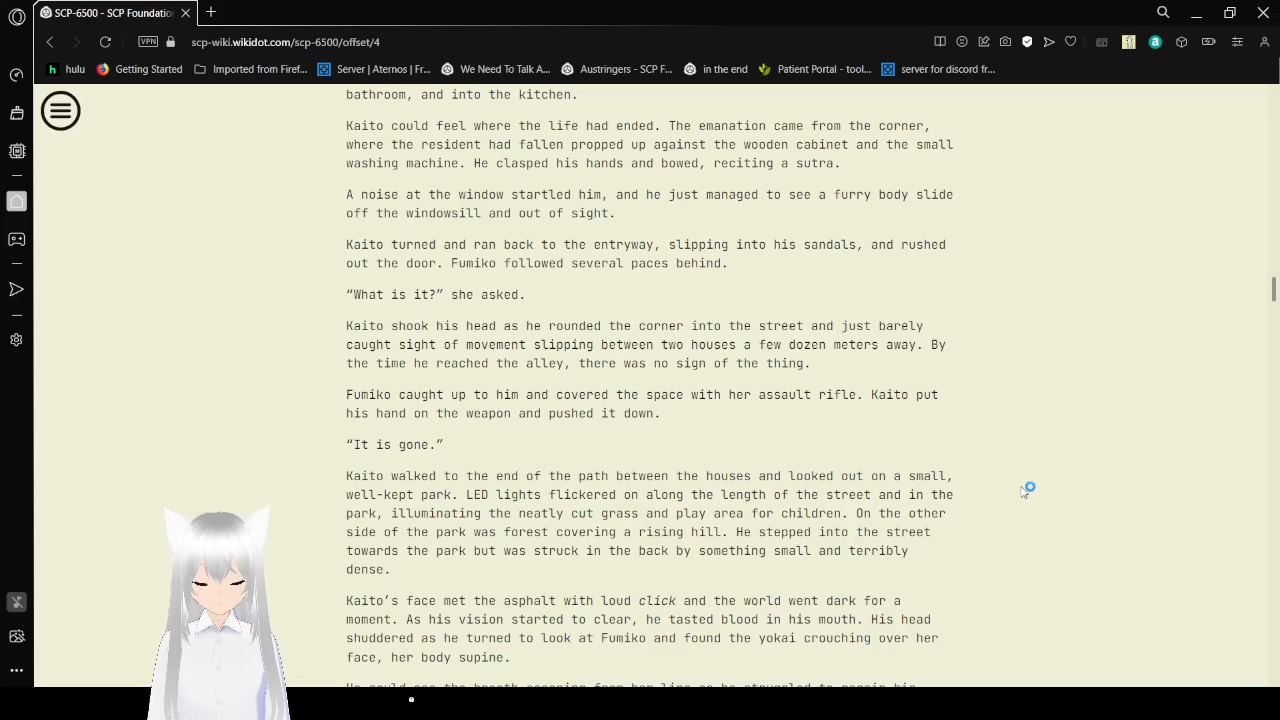 SCP-6500 - SCP Foundatio
VPN
scp-wiki.wikidot.com/scp-6500/offset/4
hulu
Getting Started
Imported from Firef...
Server | Aternos | Fr...
We Need To Talk A...
Austringers - SCP F...
in the end
Patient Portal - tool...
server for discord fr...
bathroom, and into the kitchen.
Kaito could feel where the life had ended. The emanation came from the corner,
where the resident had fallen propped up against the wooden cabinet and the small
washing machine. He clasped his hands and bowed, reciting a sutra.
A noise at the window startled him, and he just managed to see a furry body slide
off the windowsill and out of sight.
Kaito turned and ran back to the entryway, slipping into his sandals, and rushed
out the door. Fumiko followed several paces behind.
“What is it?” she asked.
Kaito shook his head as he rounded the corner into the street and just barely
caught sight of movement slipping between two houses a few dozen meters away. By
the time he reached the alley, there was no sign of the thing.
Fumiko caught up to him and covered the space with her assault rifle. Kaito put
his hand on the weapon and pushed it down.
“It is gone.”
Kaito walked to the end of the path between the houses and looked out on a small,
well-kept park. LED lights flickered on along the length of the street and in the
park, illuminating the neatly cut grass and play area for children. On the other
side of the park was forest covering a rising hill. He stepped into the street
towards the park but was struck in the back by something small and terribly
dense.
Kaito’s face met the asphalt with loud click and the world went dark for a
moment. As his vision started to clear, he tasted blood in his mouth. His head
shuddered as he turned to look at Fumiko and found the yokai crouching over her
face, her body supine.